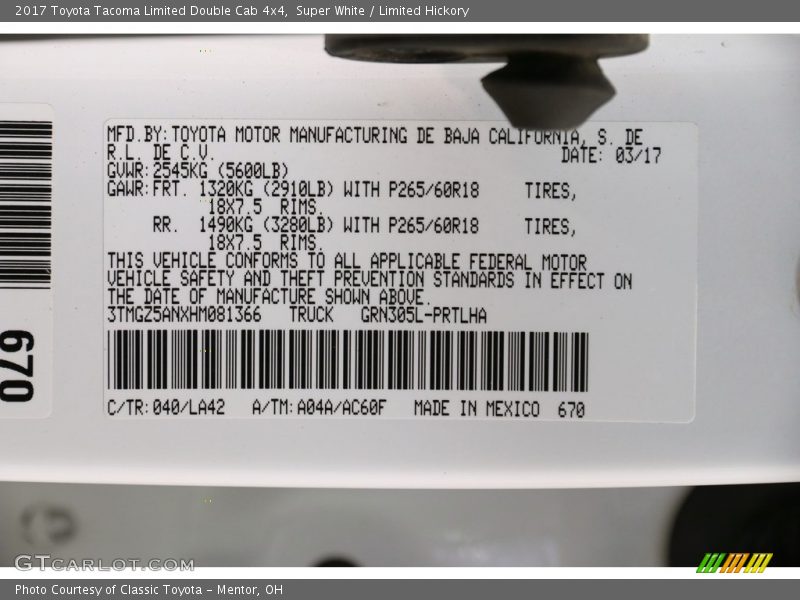 2017 Toyota Tacoma Limited Double Cab 4x4,  Super White / Limited Hickory
MFD.BY:TOYOTA MOTOR MANUFACTURING DE BAJA CALIFORNIA, S. DE
R.L. DE C.V. DATE: 03/17
GVWR:2545KG (5600LB)
GAWR:FRT. 1320KG (2910LB) WITH P265/60R18 TIRES,
18X7.5 RIMS.
RR. 1490KG (3280LB) WITH P265/60R18 TIRES,
18X7.5 RIMS.
THIS VEHICLE CONFORMS TO ALL APPLICABLE FEDERAL MOTOR
VEHICLE SAFETY AND THEFT PREVENTION STANDARDS IN EFFECT ON
THE DATE OF MANUFACTURE SHOWN ABOVE.
3TMGZ5ANXHM081366 TRUCK GRN305L-PRTLHA
C/TR:040/LA42 A/TM:A04A/AC60F MADE IN MEXICO 670
670
GTCARLOT.COM
Photo Courtesy of Classic Toyota - Mentor, OH